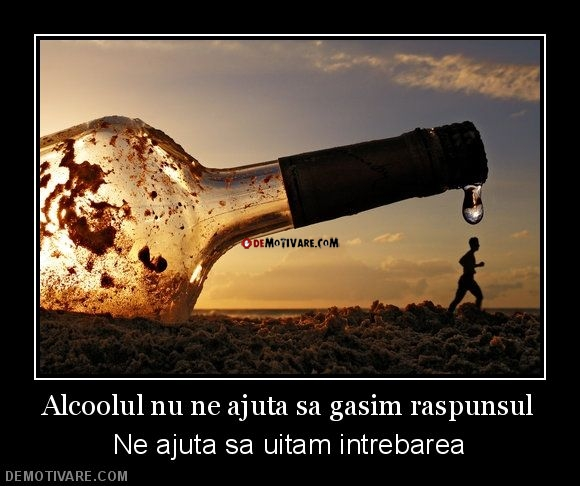 DEMOTIVARE.COM
Alcoolul nu ne ajuta sa gasim raspunsul
Ne ajuta sa uitam intrebarea
DEMOTIVARE.COM